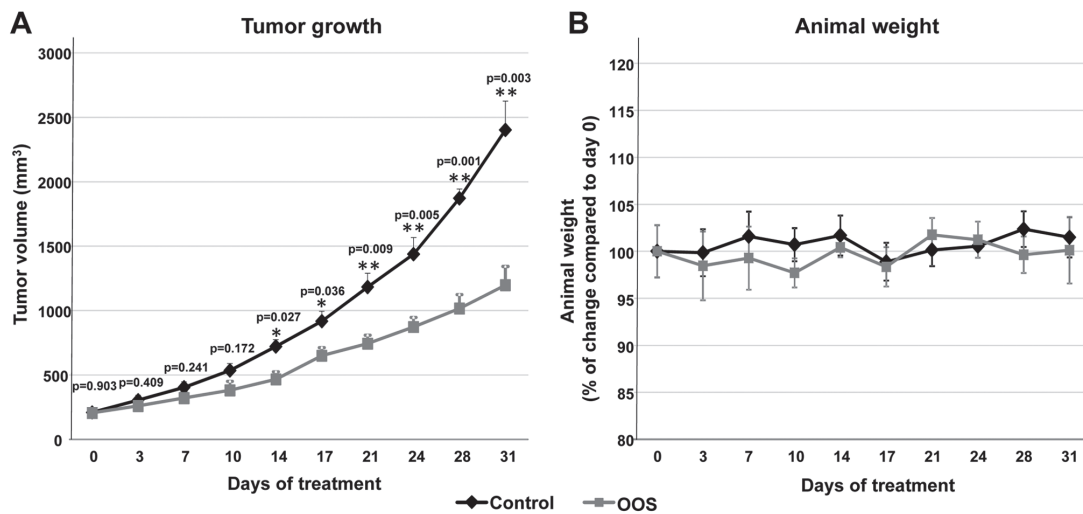 A
Tumor growth
Tumor volume (mm³)
3000
2500
2000
1500
1000
500
0
p=0.903
p=0.409
p=0.241
p=0.172
p=0.027
*
p=0.036
*
p=0.009
**
p=0.005
**
p=0.001
**
p=0.003
**
0 3 7 10 14 17 21 24 28 31
Days of treatment
B
Animal weight
Animal weight
(% of change compared to day 0)
120
115
110
105
100
95
90
85
80
0 3 7 10 14 17 21 24 28 31
Days of treatment
Control OOS